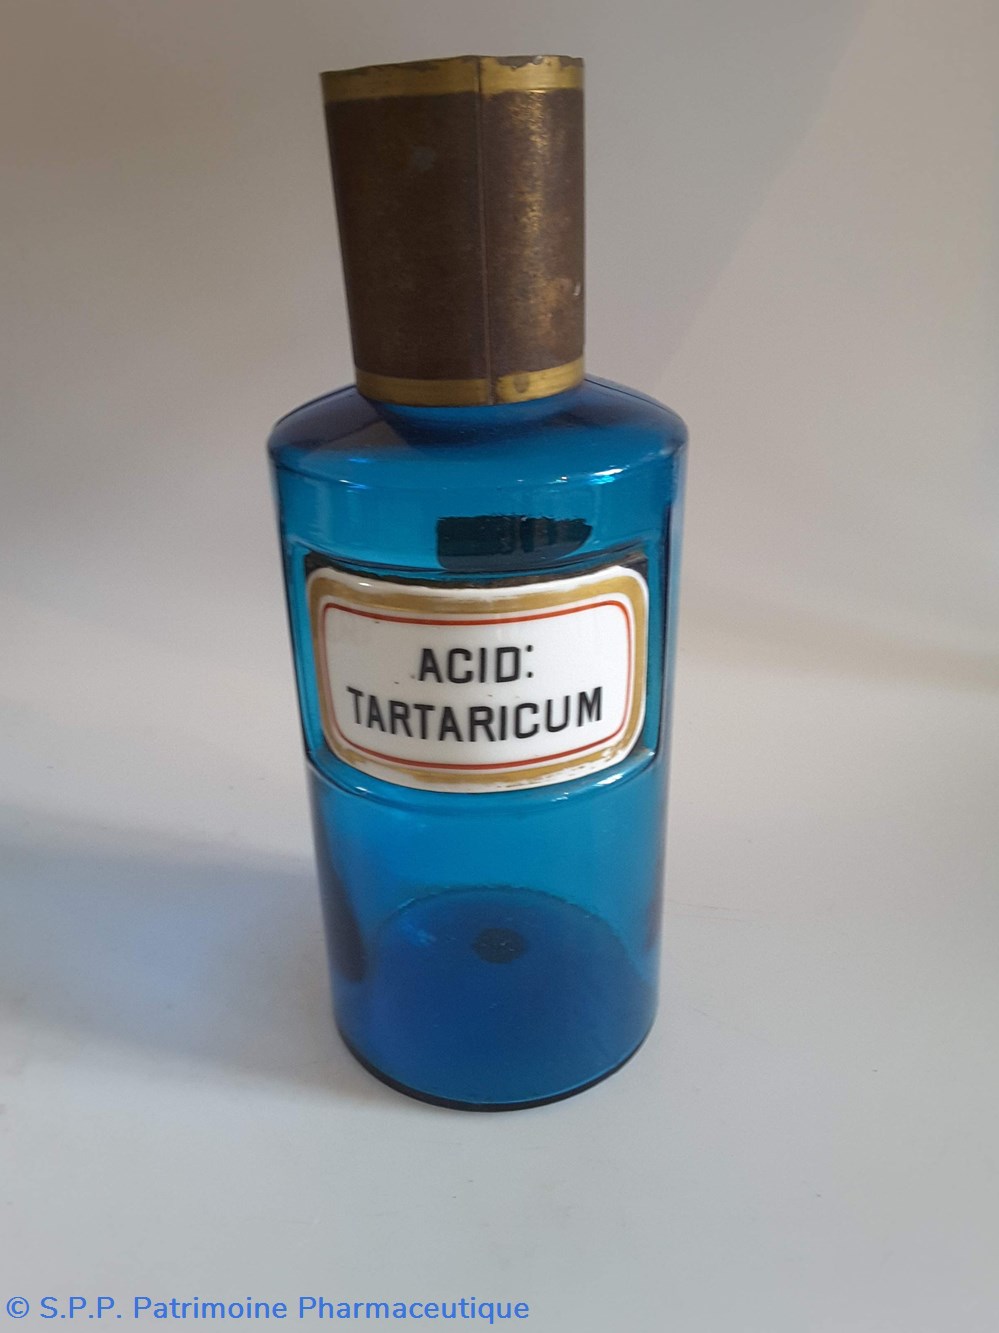 ACID:
TARTARICUM
© S.P.P. Patrimoine Pharmaceutique